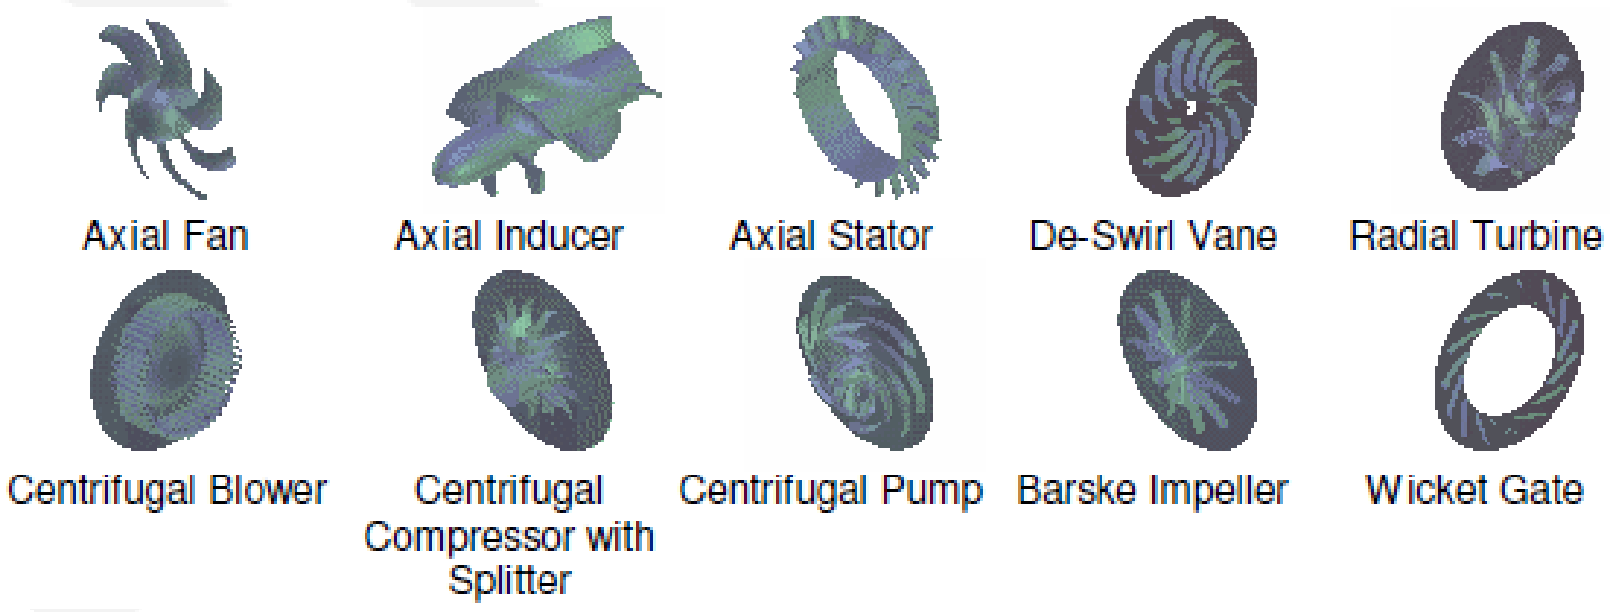 Axial Fan
Axial Inducer
Axial Stator
De-Swirl Vane
Radial Turbine
Centrifugal Blower
Centrifugal
Compressor with
Splitter
Centrifugal Pump
Barske Impeller
Wicket Gate